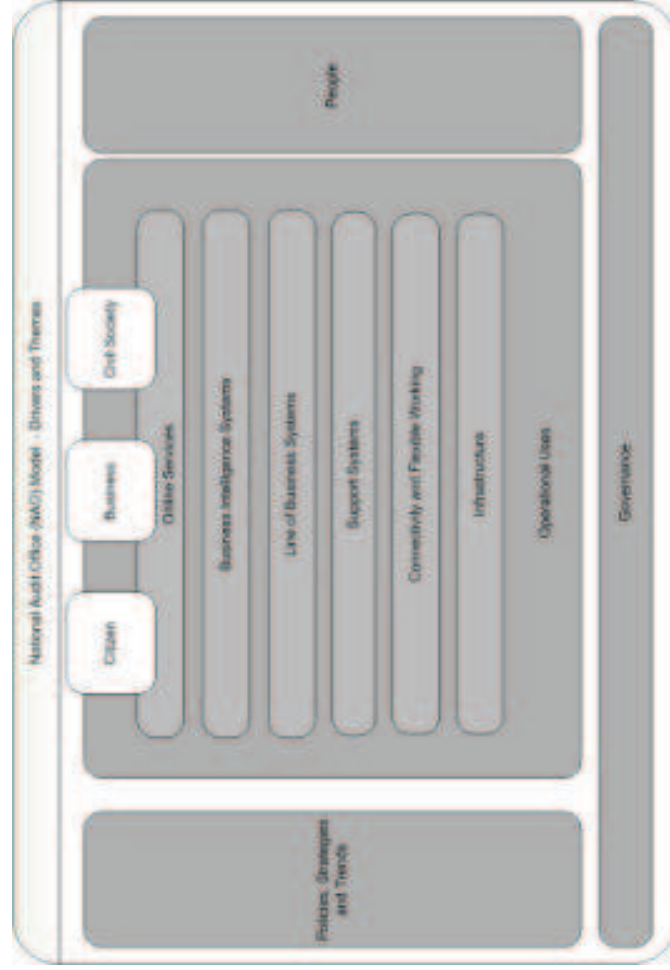 National Audit Office (NAO) Model - Drivers and Themes
Citizen
Business
Civil Society
Policies, Strategies
and Trends
Online Services
Business Intelligence Systems
Line of Business Systems
Support Systems
Connectivity and Flexible Working
Infrastructure
Operational Uses
People
Governance